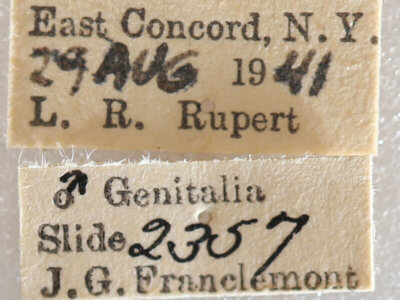 East Concord, N. Y.
29 AUG 1941
L. R. Rupert
♂ Genitalia
Slide 2357
J. G. Franclemont